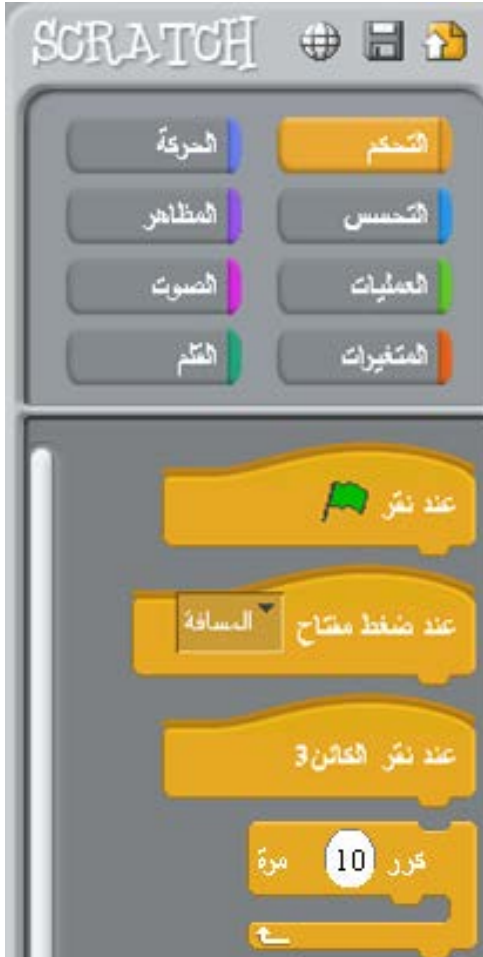 SCRATCH
التحكم الحركة
التحسس المظاهر
العمليات الصوت
المتغيرات القلم
عند نقر
عند ضغط مفتاح المسافة
عند نقر الكائن3
كرر 10 مرة